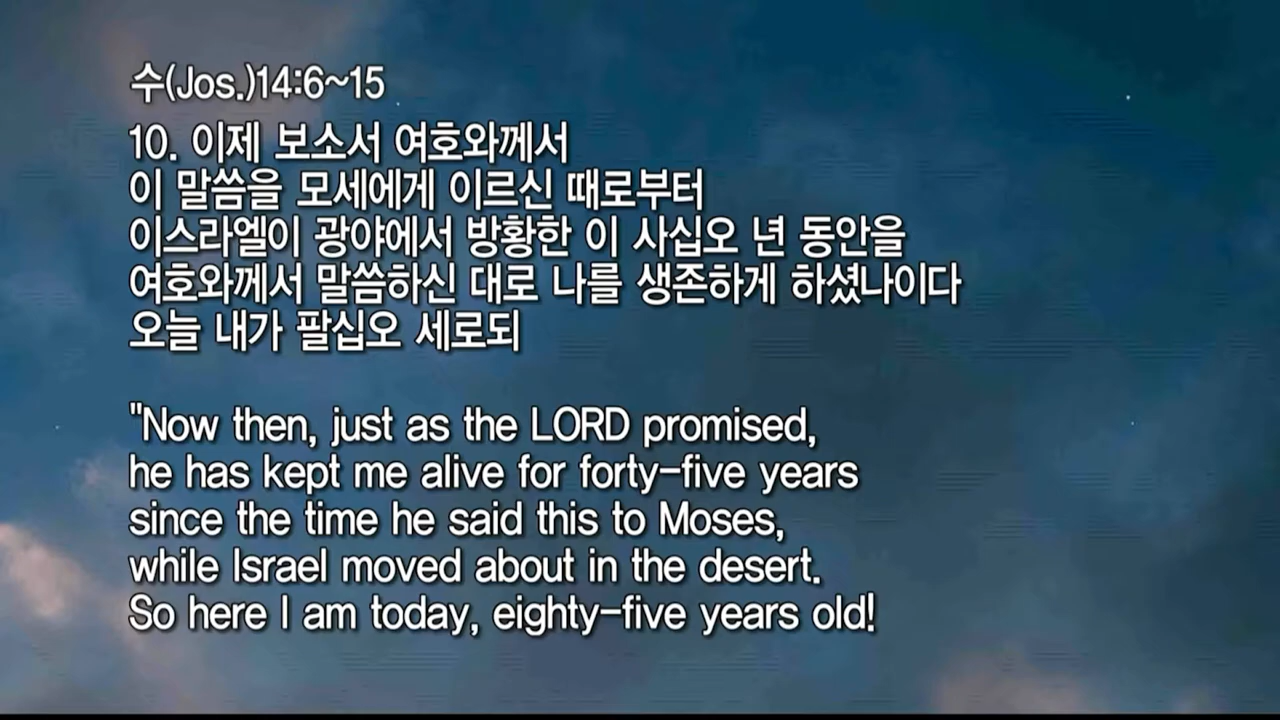 수(Jos.)14:6~15
10. 이제 보소서 여호와께서
이 말씀을 모세에게 이르신 때로부터
이스라엘이 광야에서 방황한 이 사십오 년 동안을
여호와께서 말씀하신 대로 나를 생존하게 하셨나이다
오늘 내가 팔십오 세로되
"Now then, just as the LORD promised,
he has kept me alive for forty-five years
since the time he said this to Moses,
while Israel moved about in the desert.
So here I am today, eighty-five years old!